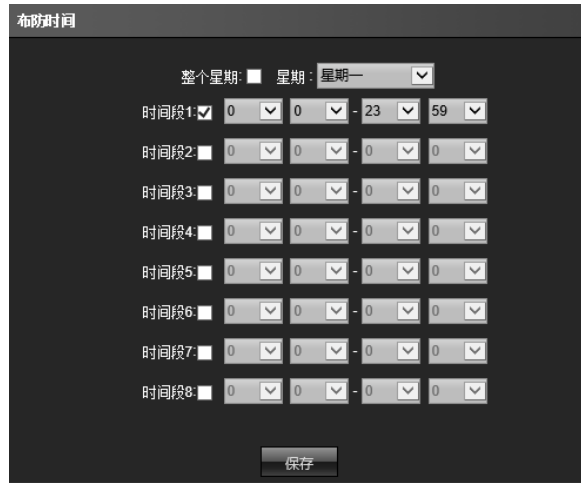 布防时间
整个星期: 星期: 星期一
时间段1: 0 0 - 23 59
时间段2: 0 0 - 0 0
时间段3: 0 0 - 0 0
时间段4: 0 0 - 0 0
时间段5: 0 0 - 0 0
时间段6: 0 0 - 0 0
时间段7: 0 0 - 0 0
时间段8: 0 0 - 0 0
保存